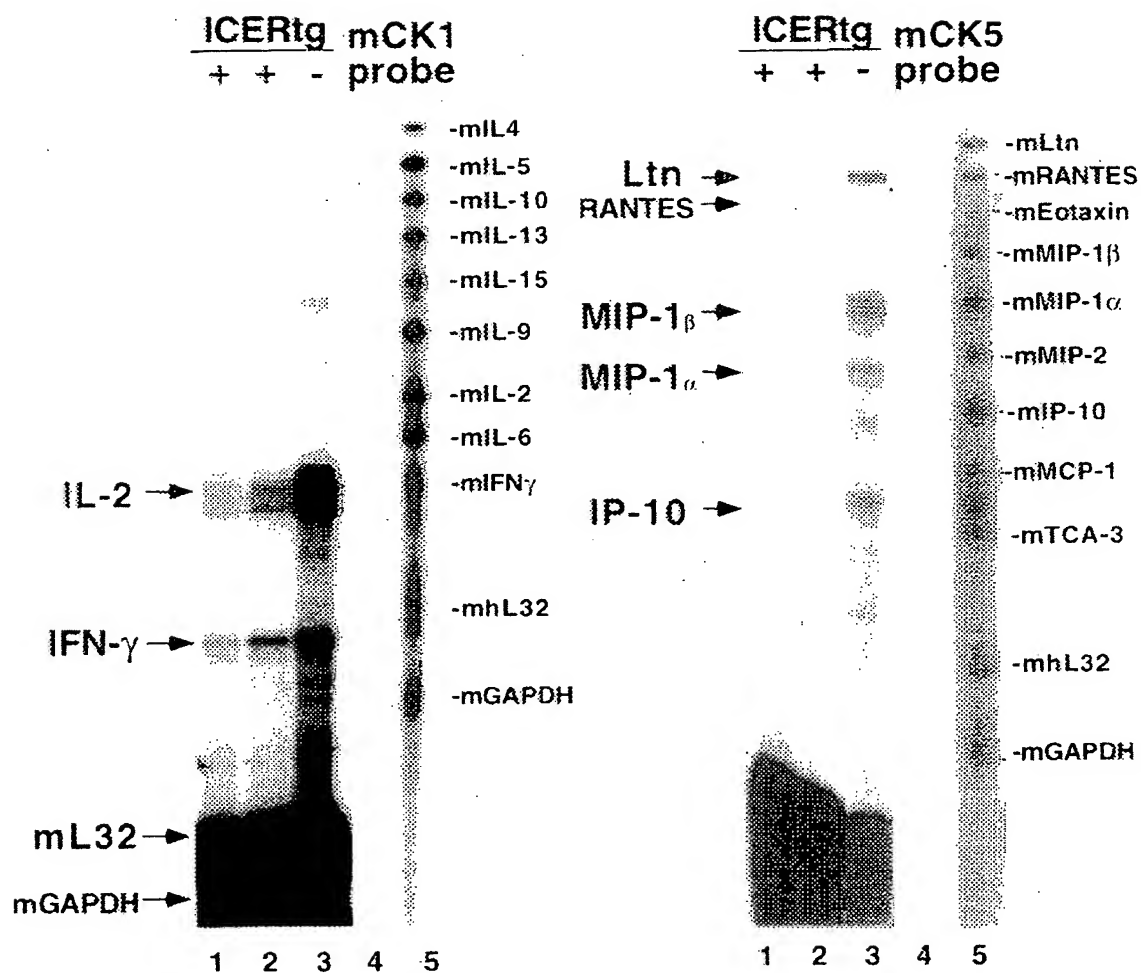 ICERtg mCK1
+ + - probe
-mIL4
-mIL-5
-mIL-10
-mIL-13
-mIL-15
-mIL-9
-mIL-2
-mIL-6
-mIFNγ
-mhL32
-mGAPDH
IL-2
IFN-γ
mL32
mGAPDH
1 2 3 4 5
ICERtg mCK5
+ + - probe
-mLtn
-mRANTES
-mEotaxin
-mMIP-1β
-mMIP-1α
-mMIP-2
-mIP-10
-mMCP-1
-mTCA-3
-mhL32
-mGAPDH
Ltn
RANTES
MIP-1β
MIP-1α
IP-10
1 2 3 4 5